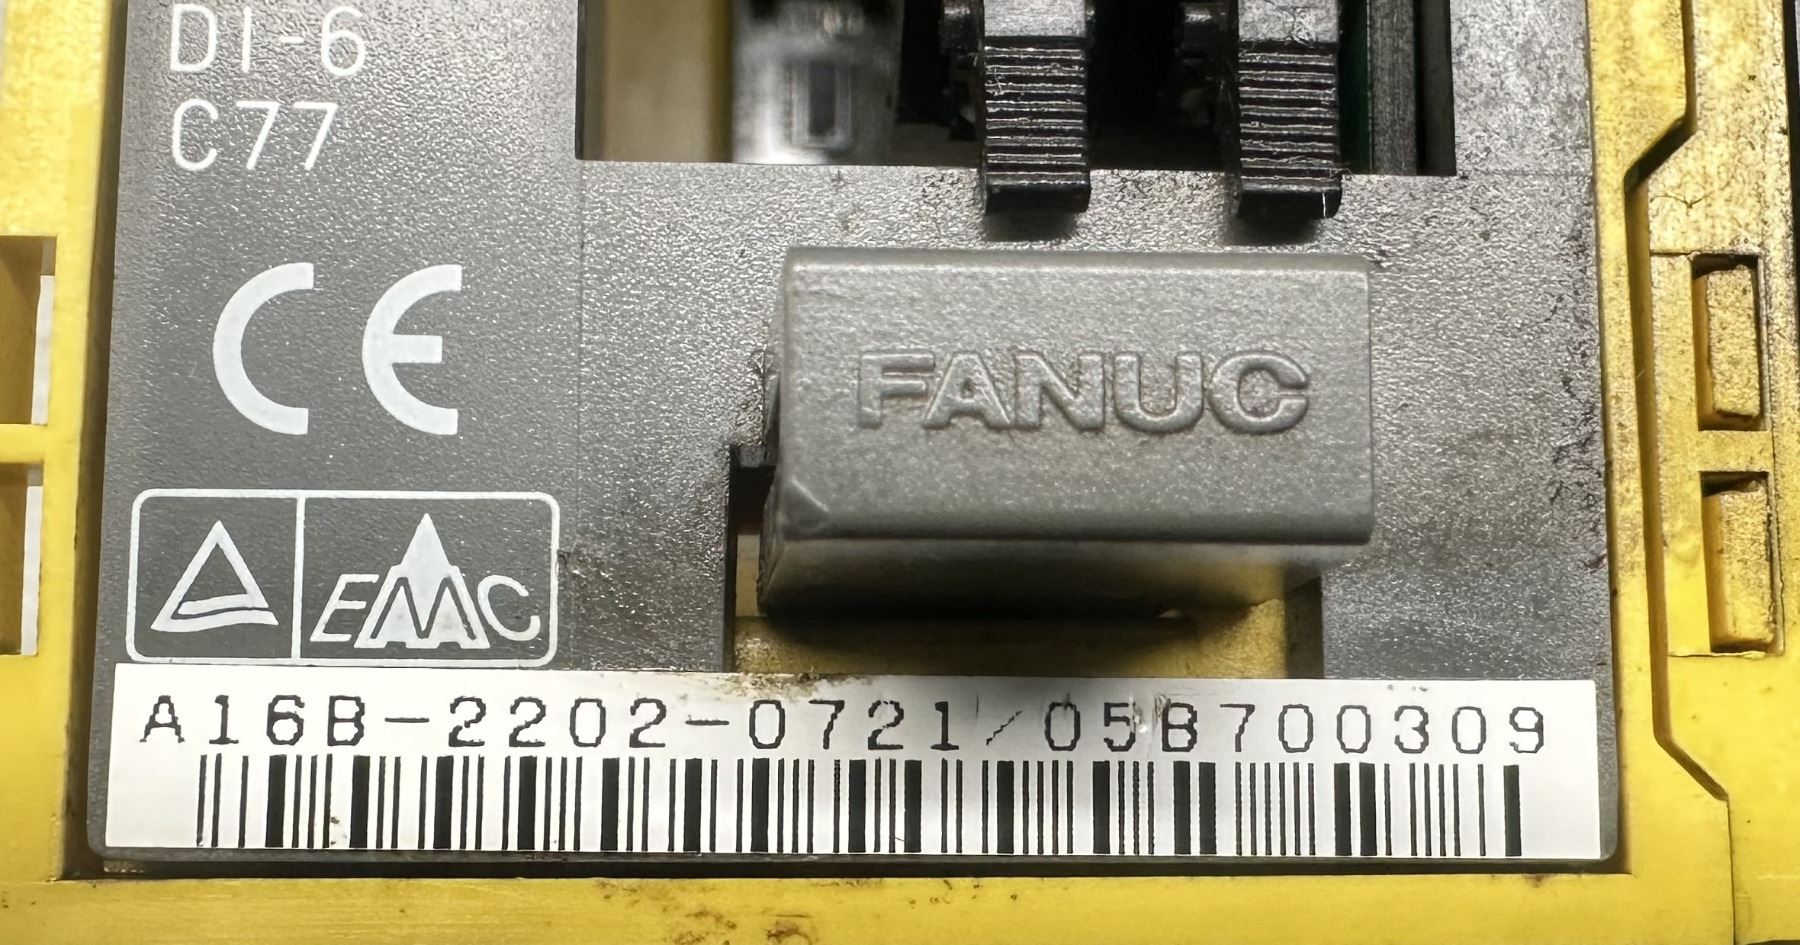 DI-6
C77
CE
FANUC
EMC
A16B-2202-0721/05B700309